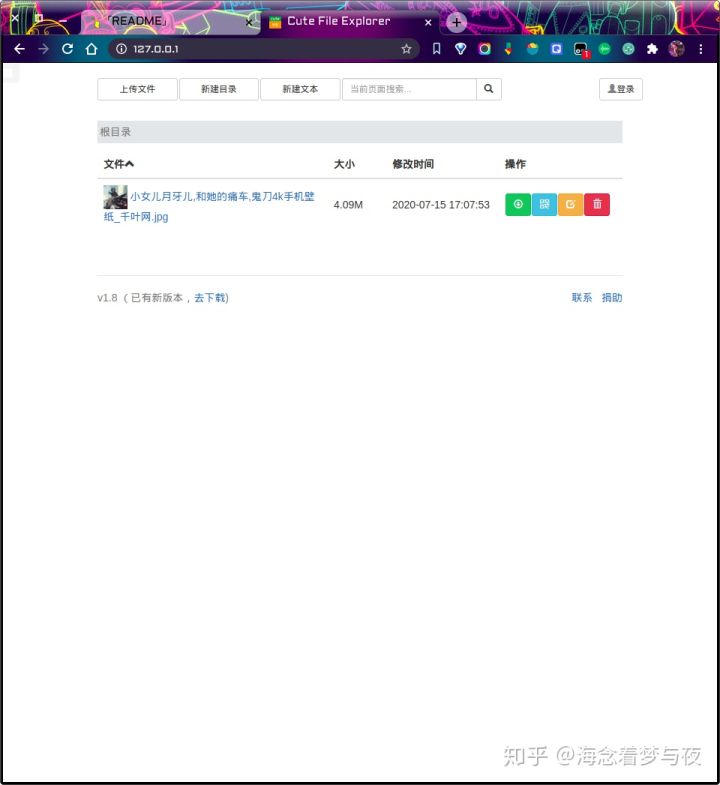 「README」
Cute File Explorer
127.0.0.1
1
上传文件 新建目录 新建文本 当前页面搜索... 登录
根目录
文件 大小 修改时间 操作
小女儿月牙儿,和她的痛车,鬼刀4k手机壁
纸_千叶网.jpg
4.09M 2020-07-15 17:07:53
v1.8 ( 已有新版本，去下载) 联系 捐助
知乎 @海念着梦与夜